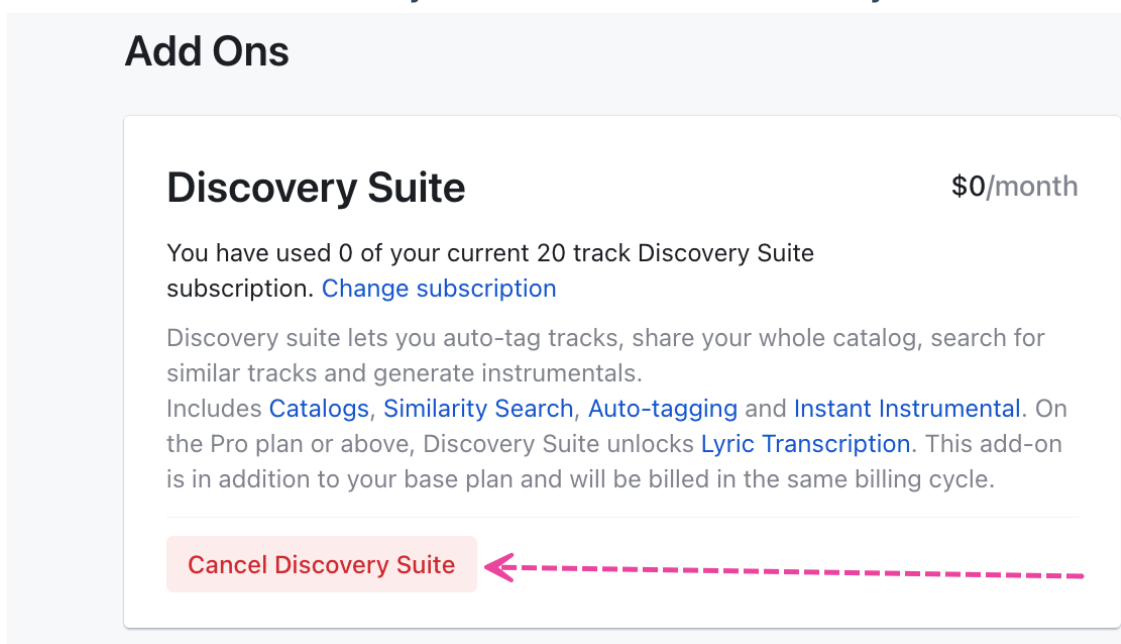 Add Ons
Discovery Suite
$0/month
You have used 0 of your current 20 track Discovery Suite
subscription. Change subscription
Discovery suite lets you auto-tag tracks, share your whole catalog, search for
similar tracks and generate instrumentals.
Includes Catalogs, Similarity Search, Auto-tagging and Instant Instrumental. On
the Pro plan or above, Discovery Suite unlocks Lyric Transcription. This add-on
is in addition to your base plan and will be billed in the same billing cycle.
Cancel Discovery Suite